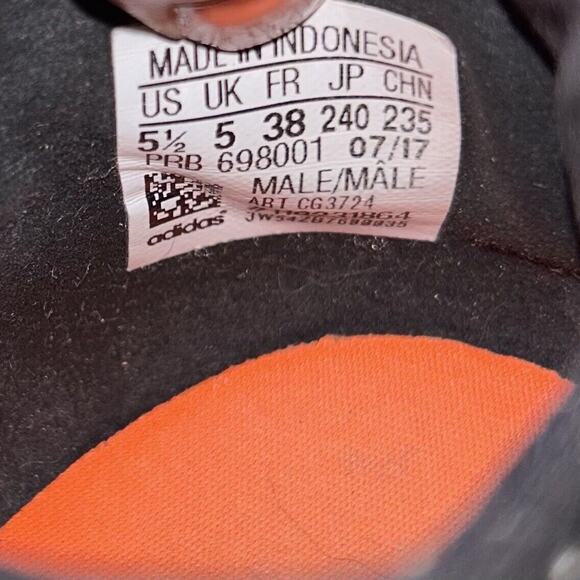 MADE IN INDONESIA
US UK FR JP CHN
5½ 5 38 240 235
PRB 698001 07/17
MALE/MÂLE
ART CG3724
adidas